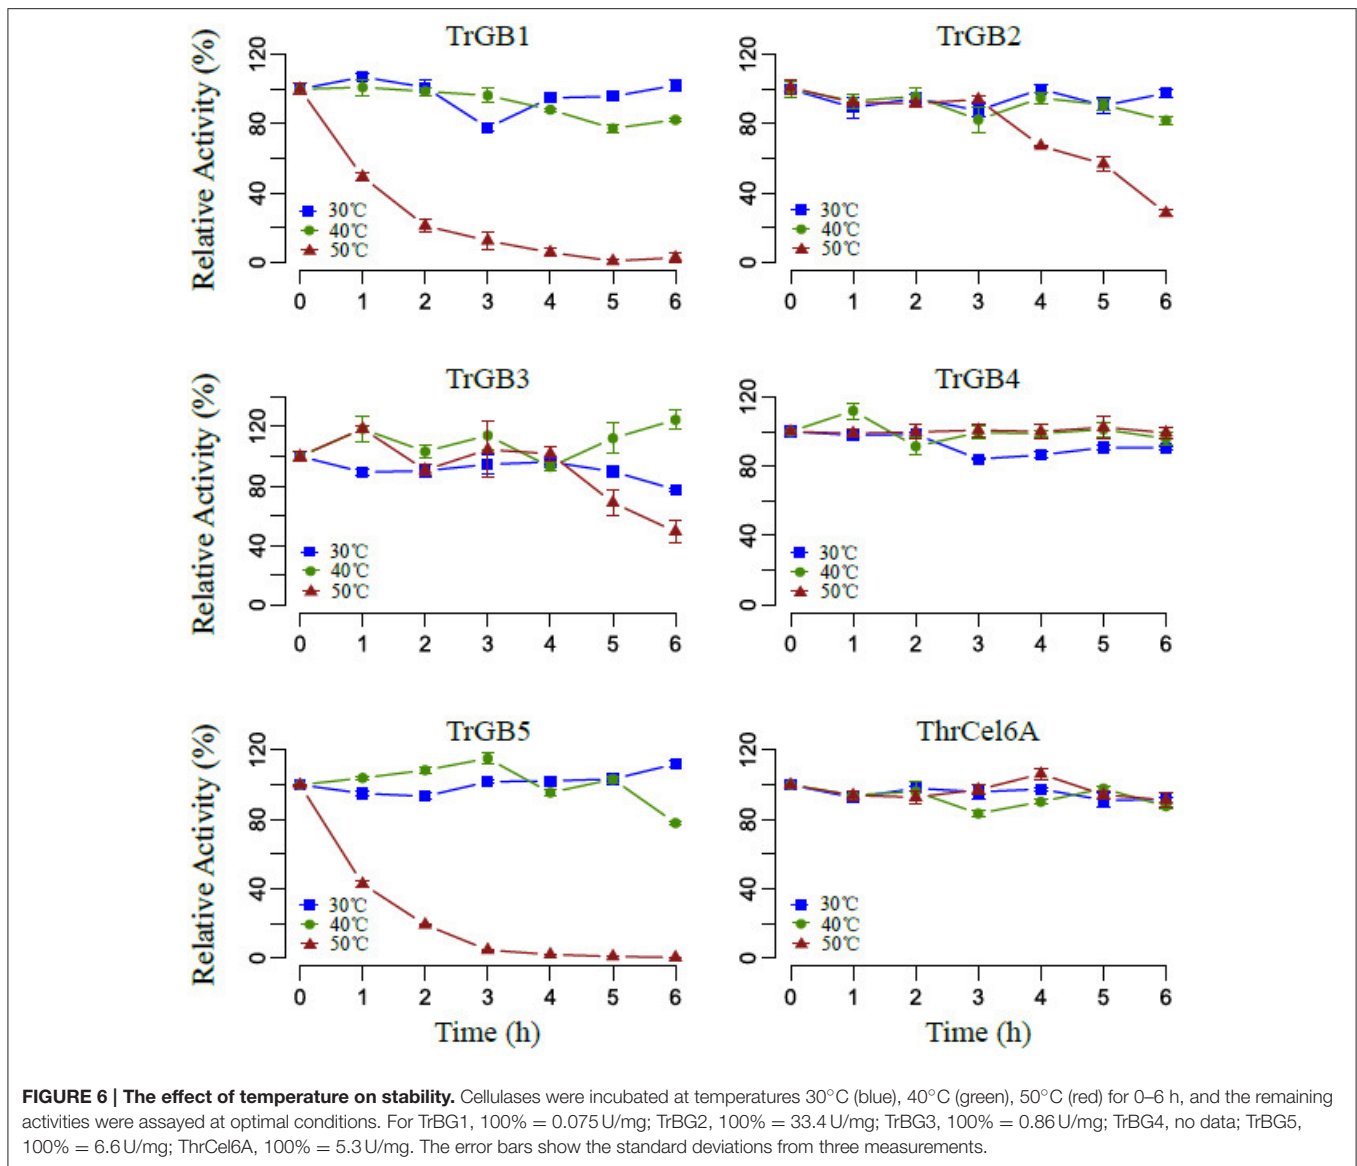 TrGB1
TrGB2
Relative Activity (%)
120
80
40
0
30℃
40℃
50℃
0 1 2 3 4 5 6
120
80
40
0
30℃
40℃
50℃
0 1 2 3 4 5 6
TrGB3
TrGB4
Relative Activity (%)
120
80
40
0
30℃
40℃
50℃
0 1 2 3 4 5 6
120
80
40
0
30℃
40℃
50℃
0 1 2 3 4 5 6
TrGB5
ThrCel6A
Relative Activity (%)
120
80
40
0
30℃
40℃
50℃
0 1 2 3 4 5 6
Time (h)
120
80
40
0
30℃
40℃
50℃
0 1 2 3 4 5 6
Time (h)
FIGURE 6 | The effect of temperature on stability. Cellulases were incubated at temperatures 30°C (blue), 40°C (green), 50°C (red) for 0–6 h, and the remaining
activities were assayed at optimal conditions. For TrBG1, 100% = 0.075 U/mg; TrBG2, 100% = 33.4 U/mg; TrBG3, 100% = 0.86 U/mg; TrBG4, no data; TrBG5,
100% = 6.6 U/mg; ThrCel6A, 100% = 5.3 U/mg. The error bars show the standard deviations from three measurements.